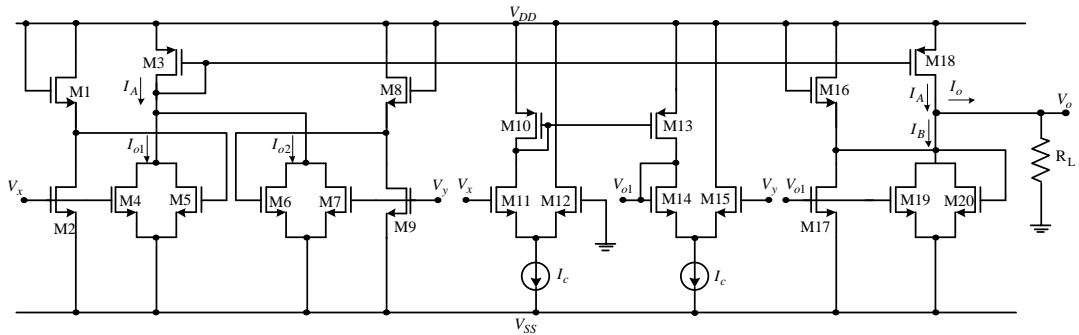 V_DD
M3
M18
M8
M1
I_A
M16
I_A
I_o
V_o
M10
M13
I_B
I_o1
I_o2
R_L
V_x
M4
M5
M6
M7
V_y
V_x
M11
M12
V_o1
M14
M15
V_y
V_o1
M19
M20
M2
M9
M17
I_c
I_c
V_SS